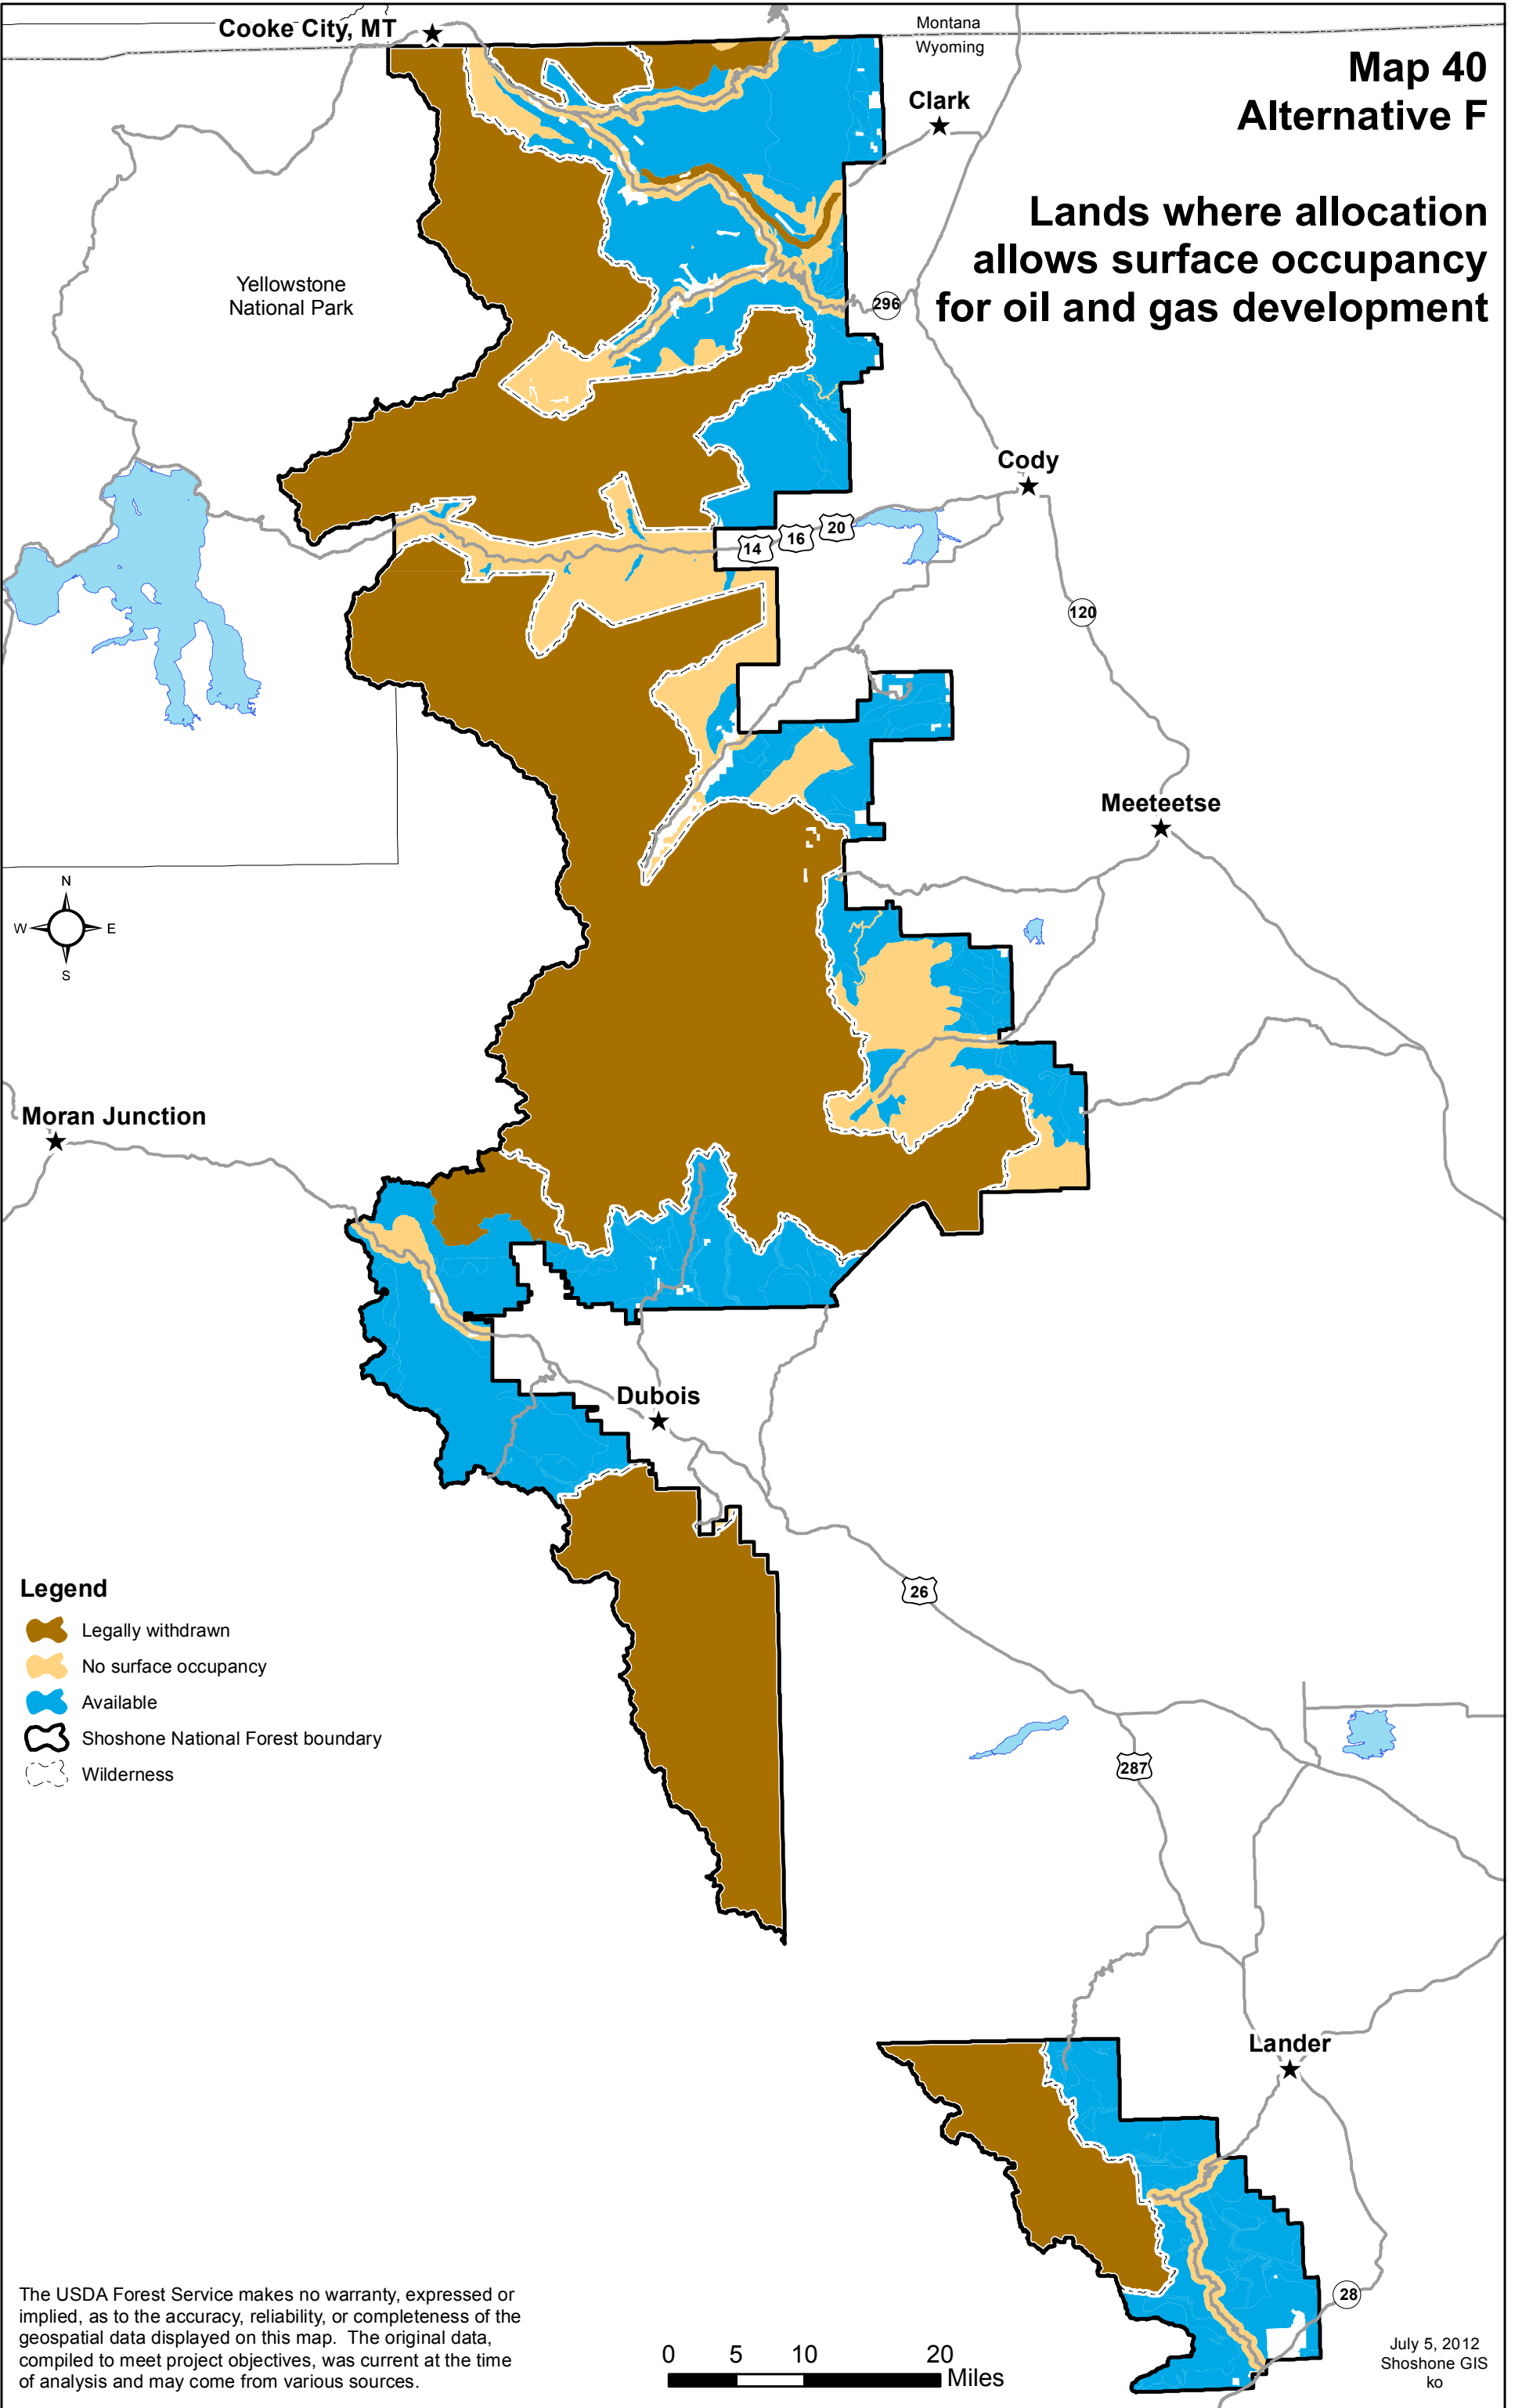 Cooke City, MT
Montana
Wyoming
Map 40
Alternative F
Clark
Lands where allocation
allows surface occupancy
for oil and gas development
Yellowstone
National Park
296
Cody
14
16
20
120
Meeteetse
N
W
E
S
Moran Junction
Dubois
26
Legend
Legally withdrawn
No surface occupancy
Available
Shoshone National Forest boundary
Wilderness
287
Lander
28
The USDA Forest Service makes no warranty, expressed or
implied, as to the accuracy, reliability, or completeness of the
geospatial data displayed on this map. The original data,
compiled to meet project objectives, was current at the time
of analysis and may come from various sources.
0 5 10 20
Miles
July 5, 2012
Shoshone GIS
ko